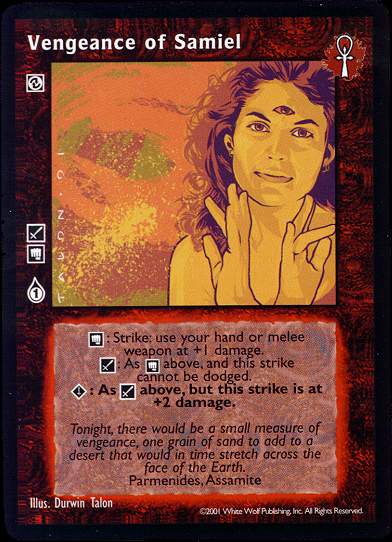 Vengeance of Samiel
TALON · 01
1
: Strike: use your hand or melee
weapon at +1 damage.
: As above, and this strike
cannot be dodged.
: As above, but this strike is at
+2 damage.
Tonight, there would be a small measure of
vengeance, one grain of sand to add to a
desert that would in time stretch across the
face of the Earth.
Parmenides, Assamite
Illus. Durwin Talon
©2001 White Wolf Publishing, Inc. All Rights Reserved.